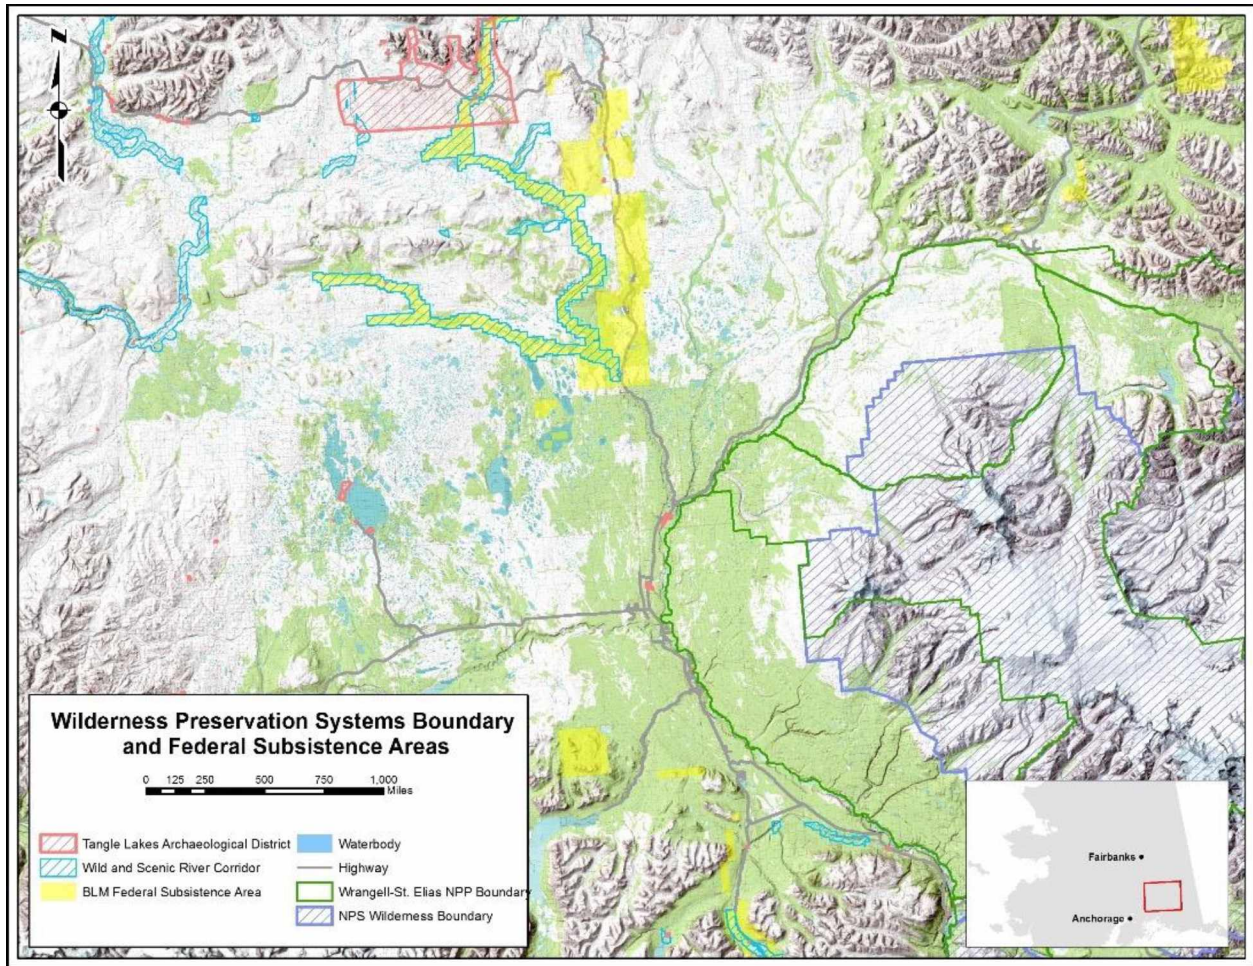 N
Wilderness Preservation Systems Boundary
and Federal Subsistence Areas
0 125 250 500 750 1,000
Miles
Tangle Lakes Archaeological District
Wild and Scenic River Corridor
BLM Federal Subsistence Area
Waterbody
Highway
Wrangell-St. Elias NPP Boundary
NPS Wilderness Boundary
Fairbanks
Anchorage